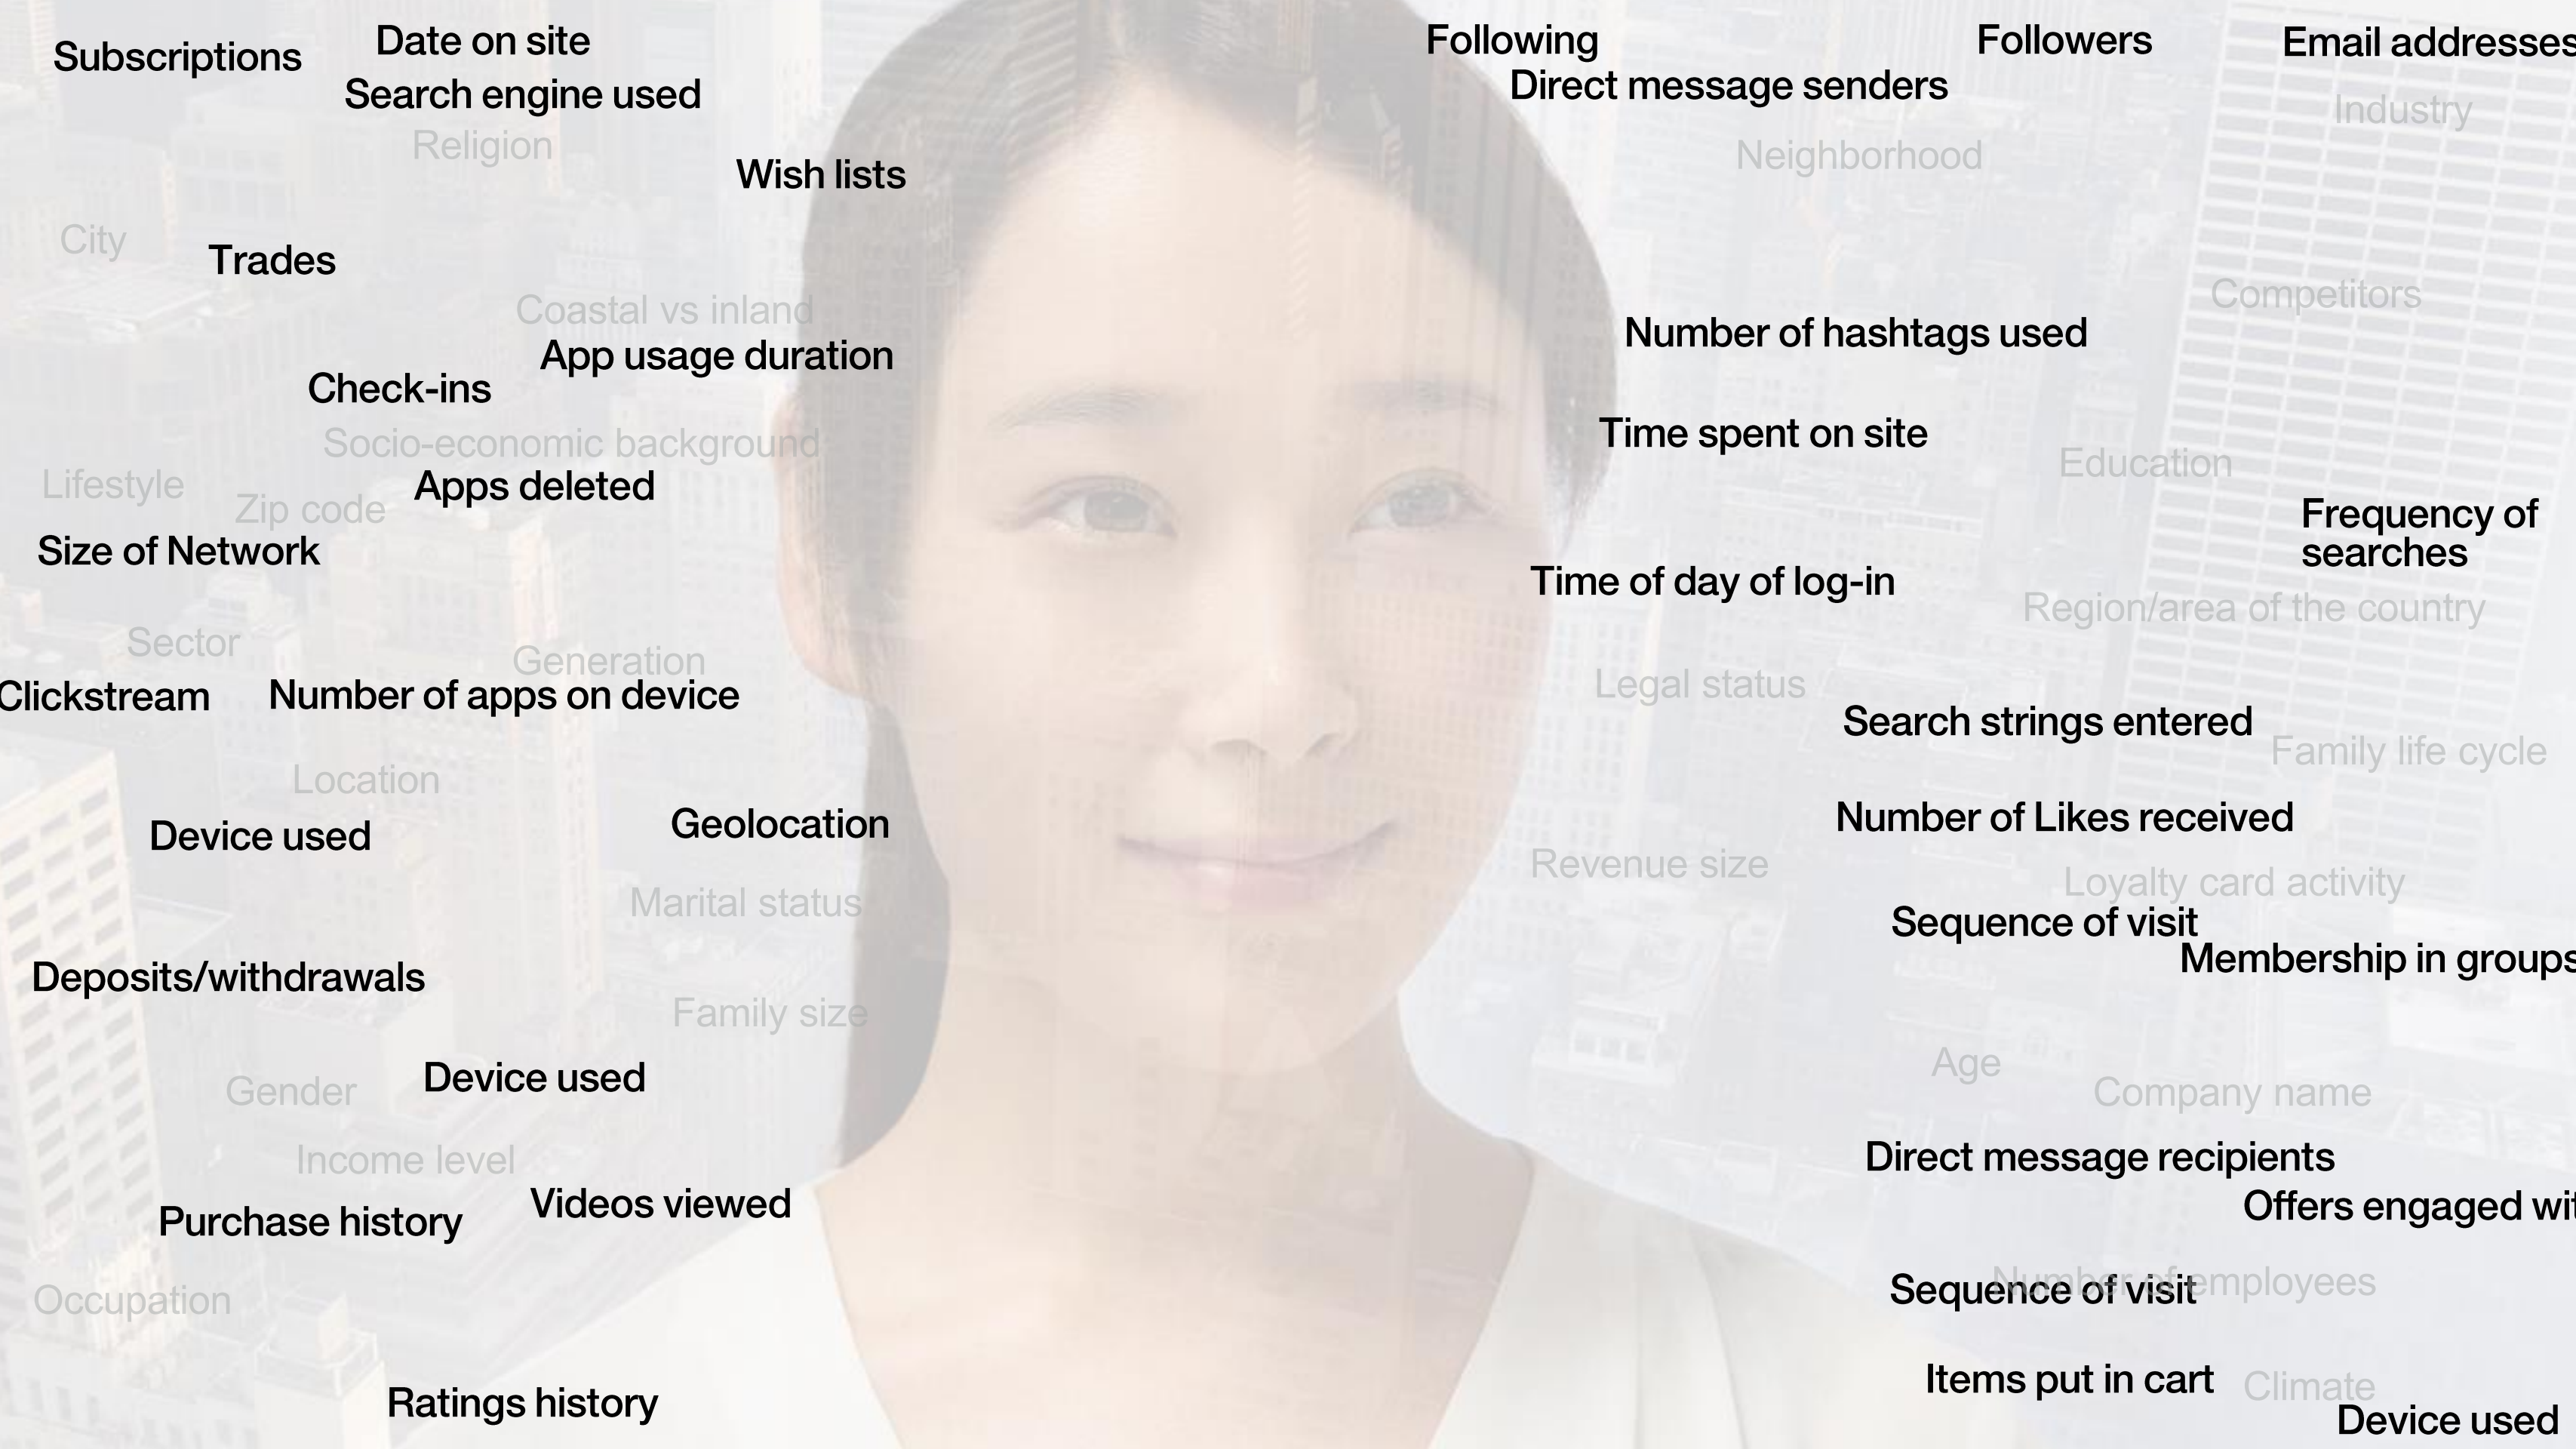 Subscriptions
Date on site
Following
Followers
Email addresses
Search engine used
Direct message senders
Industry
Religion
Neighborhood
Wish lists
City
Trades
Competitors
Coastal vs inland
Number of hashtags used
App usage duration
Check-ins
Time spent on site
Socio-economic background
Education
Lifestyle
Apps deleted
Zip code
Frequency of
searches
Size of Network
Time of day of log-in
Region/area of the country
Sector
Generation
Legal status
Clickstream
Number of apps on device
Search strings entered
Family life cycle
Location
Number of Likes received
Geolocation
Device used
Revenue size
Loyalty card activity
Marital status
Sequence of visit
Membership in groups
Deposits/withdrawals
Family size
Age
Device used
Gender
Company name
Direct message recipients
Income level
Videos viewed
Offers engaged wit
Purchase history
Number of employees
Sequence of visit
Occupation
Items put in cart
Climate
Ratings history
Device used